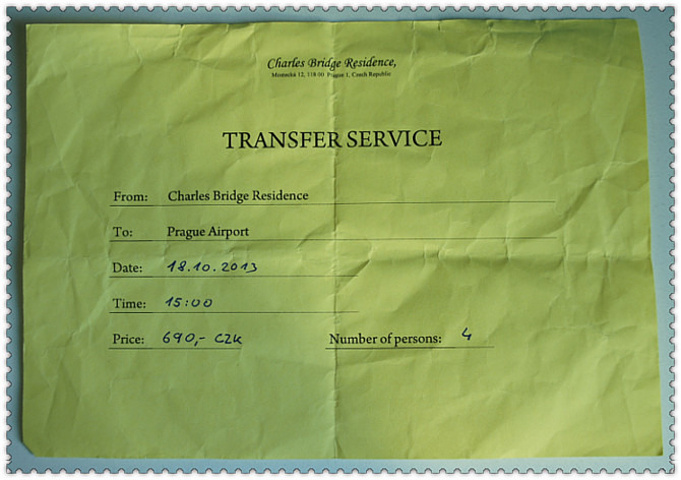 Charles Bridge Residence,
Míšeňská 12, 118 00 Prague 1, Czech Republic
TRANSFER SERVICE
From: Charles Bridge Residence
To: Prague Airport
Date: 18.10.2013
Time: 15:00
Price: 690,- CZK Number of persons: 4